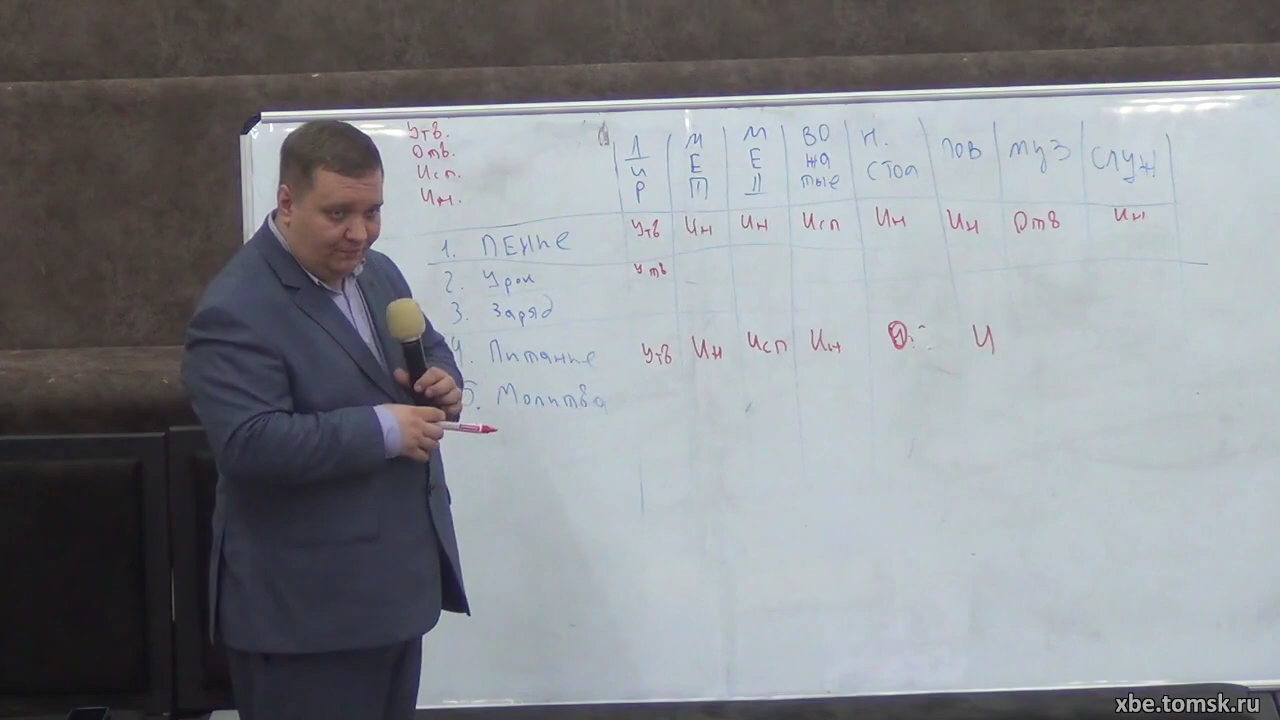 Утв.
Отв.
Исп.
Ин.
Д И Р
М Е П
М Е II
ВО ЖА ТЫЕ
Н. СТОЛ
ПОВ
МУЗ
СЛУЖ
1. ПЕНИЕ Утв Ин Ин Исп Ин Ин Отв Ин
2. Урок Утв
3. Заряд
4. Питание Утв Ин Исп Ин И
5. Молитва
xbe.tomsk.ru